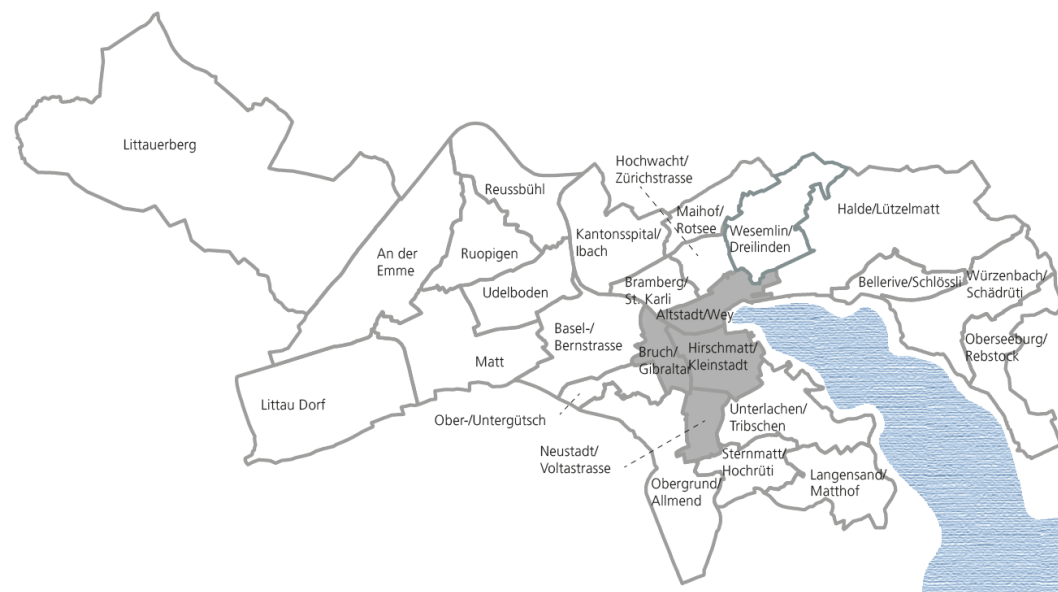 Littauerberg
Hochwacht/
Zürichstrasse
Reussbühl
Maihof/
Rotsee
Halde/Lützelmatt
Kantonsspital/
Ibach
Wesemlin/
Dreilinden
An der
Emme
Ruopigen
Bramberg/
St. Karli
Bellerive/Schlössli
Würzenbach/
Schädrüti
Udelboden
Altstadt/Wey
Basel-/
Bernstrasse
Oberseeburg/
Rebstock
Matt
Bruch/
Gibraltar
Hirschmatt/
Kleinstadt
Littau Dorf
Ober-/Untergütsch
Unterlachen/
Tribschen
Neustadt/
Voltastrasse
Sternmatt/
Hochrüti
Obergrund/
Allmend
Langensand/
Matthof